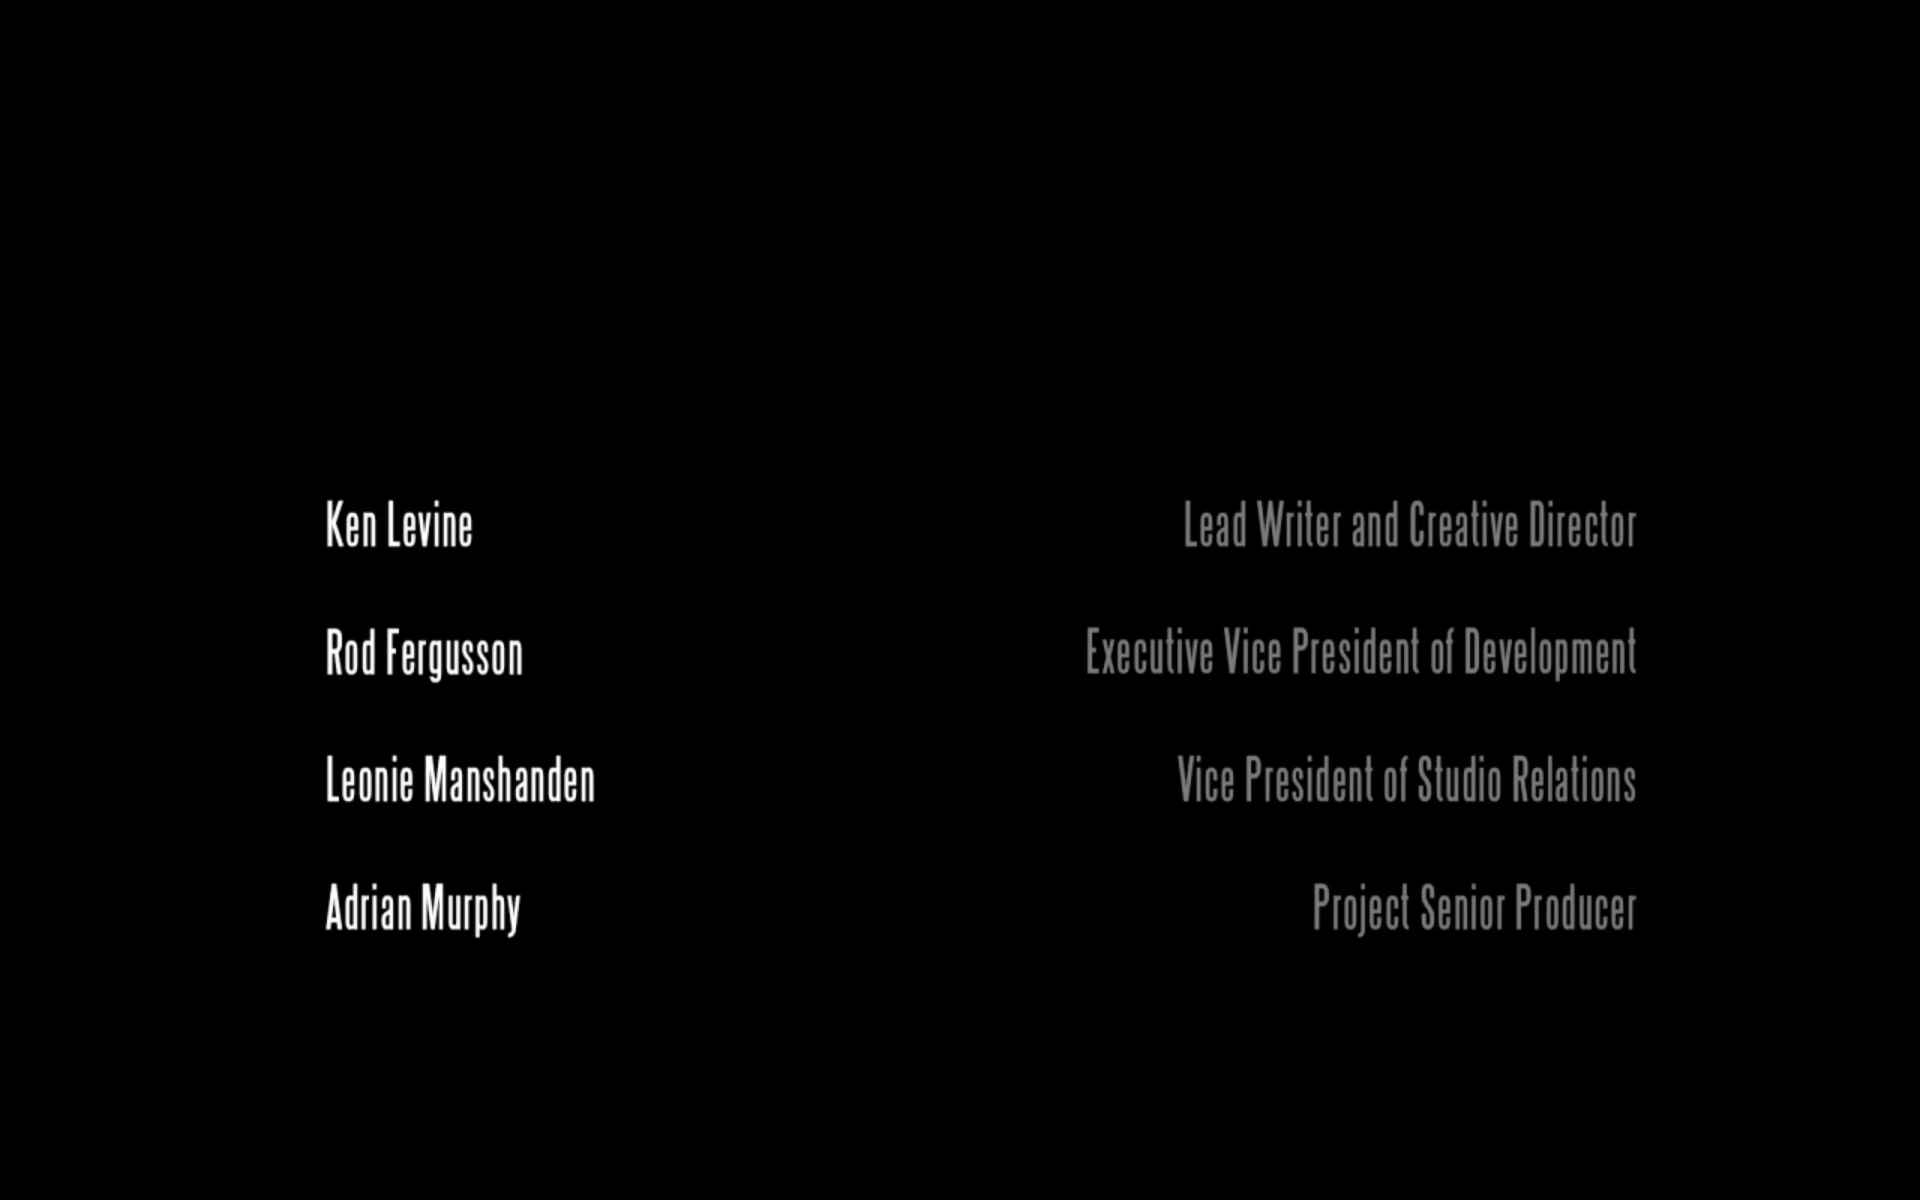 Ken Levine Lead Writer and Creative Director
Rod Fergusson Executive Vice President of Development
Leonie Manshanden Vice President of Studio Relations
Adrian Murphy Project Senior Producer